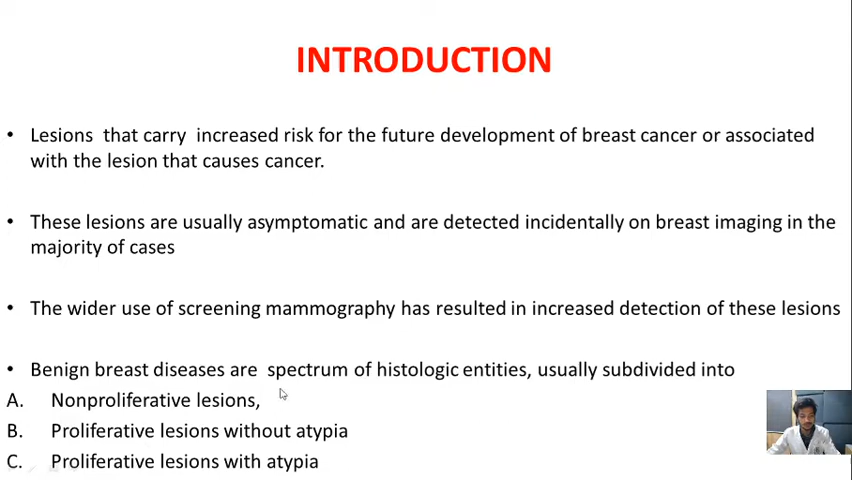 INTRODUCTION
• Lesions that carry increased risk for the future development of breast cancer or associated
with the lesion that causes cancer.
• These lesions are usually asymptomatic and are detected incidentally on breast imaging in the
majority of cases
• The wider use of screening mammography has resulted in increased detection of these lesions
• Benign breast diseases are spectrum of histologic entities, usually subdivided into
A. Nonproliferative lesions,
B. Proliferative lesions without atypia
C. Proliferative lesions with atypia